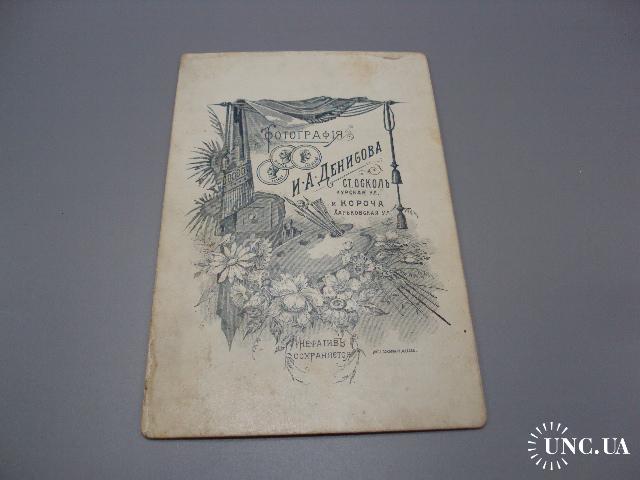 ФОТОГРАФІЯ
И·А·ДЕНИСОВА
СТ. ОСКОЛЪ
КУРСКАЯ УЛ.
И КОРОЧА
ХАРЬКОВСКАЯ УЛ.
НЕГАТИВЪ
СОХРАНЯЕТСЯ
UNC.UA